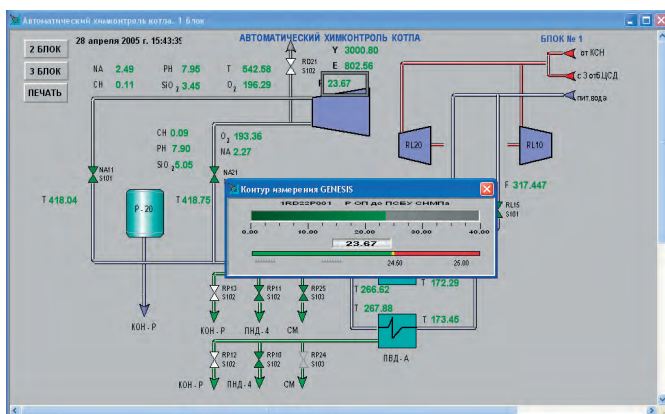 Автоматический химконтроль котла. 1 блок
2 БЛОК
3 БЛОК
ПЕЧАТЬ
28 апреля 2005 г. 15:43:35
АВТОМАТИЧЕСКИЙ ХИМКОНТРОЛЬ КОТЛА
БЛОК № 1
Y 3000.80
E 802.56
23.67
NA 2.49 PH 7.95 T 542.58
CH 0.11 SiO2 3.45 O2 196.29
RD21
S102
от КСН
с 3 отб.ЦСД
пит.вода
CH 0.09
PH 7.90
SiO2 5.05
O2 193.36
NA 2.27
RL20
RL10
NA11
S101
NA21
T 418.04
P-20
T 418.75
F 317.447
RL15
S101
Контур измерения GENESIS
1RD22P001 Р СП до ПСБУ СНМПа
0.00 10.00 20.00 30.00 40.00
23.67
24.50 25.00
T 266.62
T 172.29
T 267.88
T 173.45
ПВД-А
RP13
S102
RP11
S102
RP25
S103
КОН-Р
КОН-Р ПНД-4 СМ
RP12
S102
RP10
S102
RP24
S103
КОН-Р ПНД-4 СМ